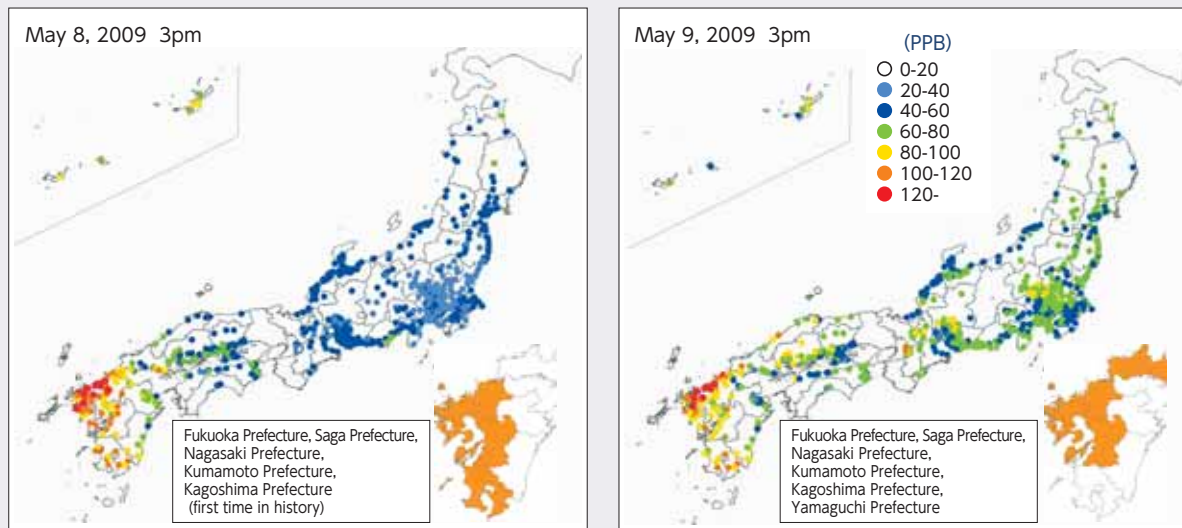 May 8, 2009 3pm
Fukuoka Prefecture, Saga Prefecture,
Nagasaki Prefecture,
Kumamoto Prefecture,
Kagoshima Prefecture
(first time in history)
May 9, 2009 3pm
(PPB)
0-20
20-40
40-60
60-80
80-100
100-120
120-
Fukuoka Prefecture, Saga Prefecture,
Nagasaki Prefecture,
Kumamoto Prefecture,
Kagoshima Prefecture,
Yamaguchi Prefecture